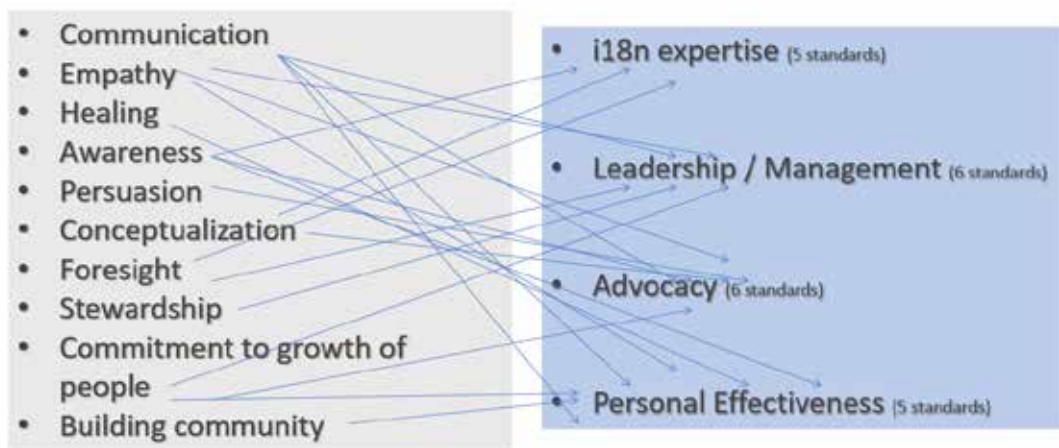 • Communication
• Empathy
• Healing
• Awareness
• Persuasion
• Conceptualization
• Foresight
• Stewardship
• Commitment to growth of
people
• Building community
• i18n expertise (5 standards)
• Leadership / Management (6 standards)
• Advocacy (6 standards)
• Personal Effectiveness (5 standards)